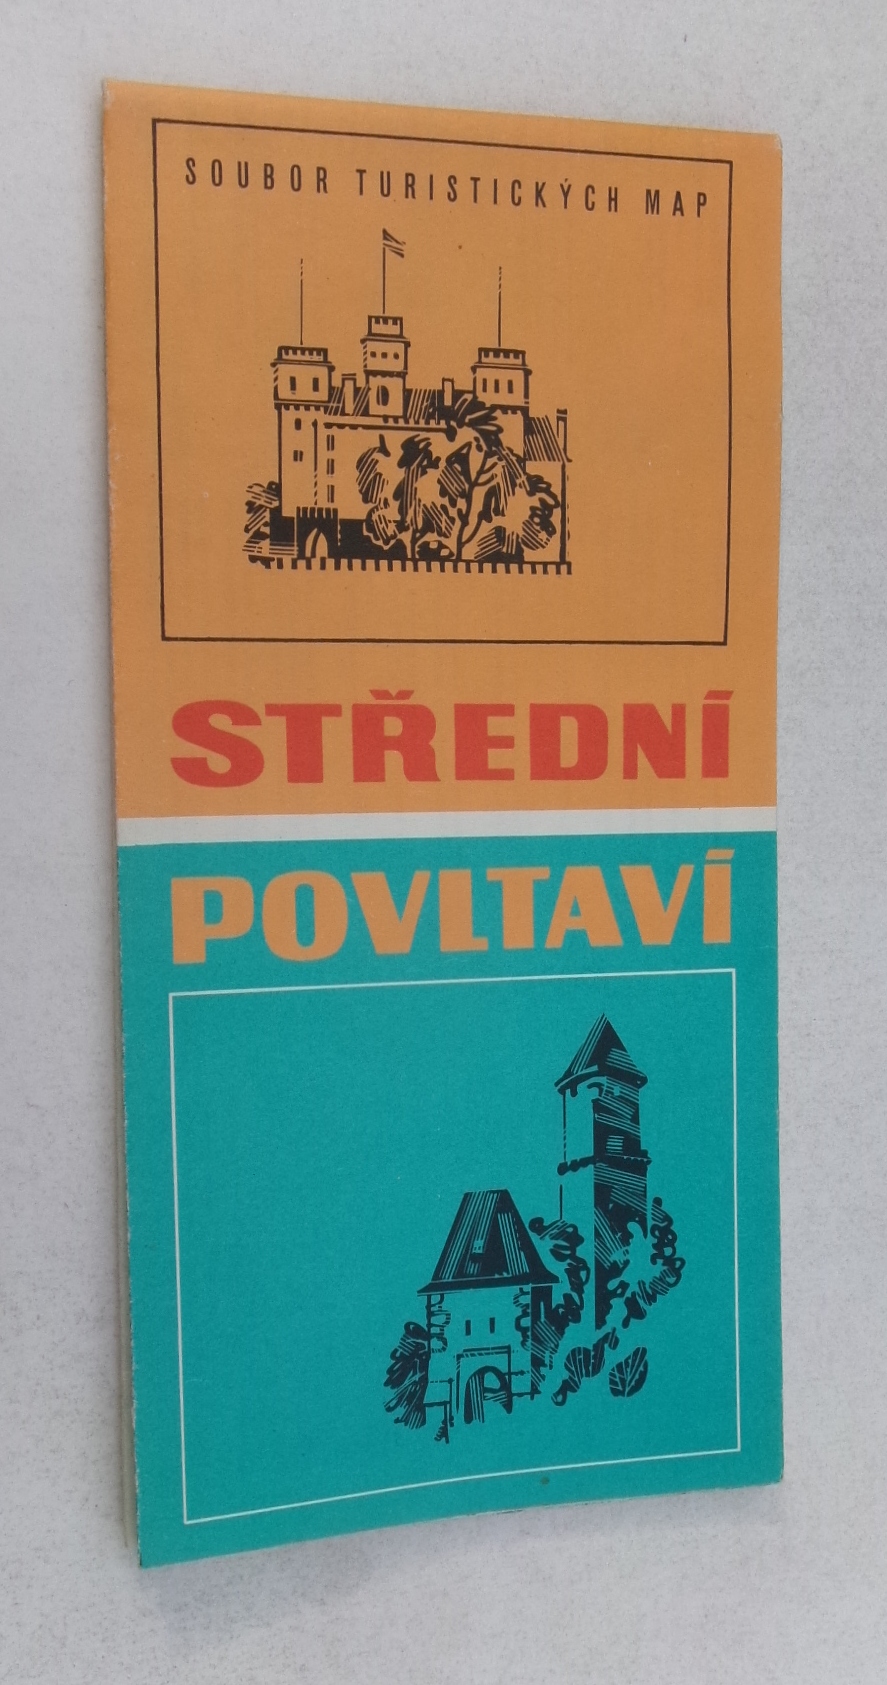 SOUBOR TURISTICKÝCH MAP
STŘEDNÍ
POVLTAVÍ